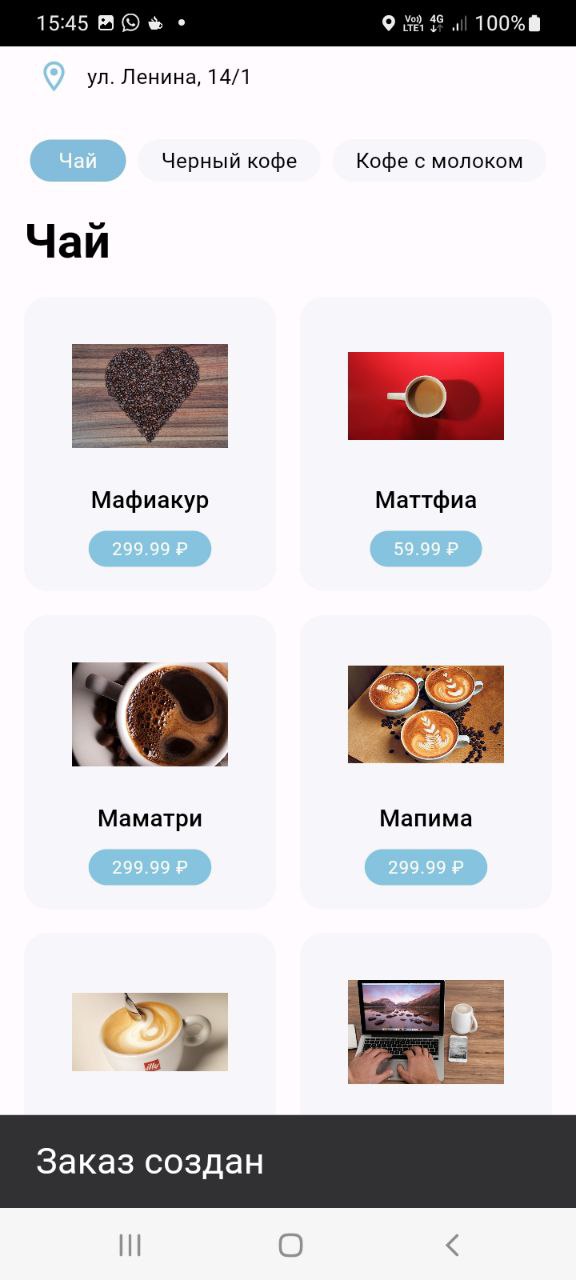 15:45 Vo)) LTE1 4G 100%
ул. Ленина, 14/1
Чай Черный кофе Кофе с молоком
Чай
Мафиакур Маттфиа
299.99 ₽ 59.99 ₽
Маматри Мапима
299.99 ₽ 299.99 ₽
illy
Заказ создан